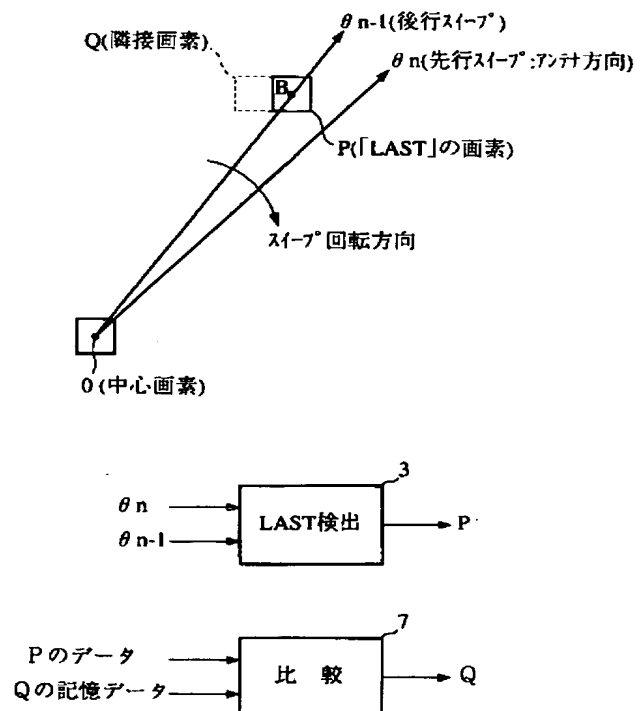 θn-1(後行スイープ)
Q(隣接画素)
θn(先行スイープ:アンテナ方向)
B
P(「LAST」の画素)
スイープ回転方向
0(中心画素)
3
θn
LAST検出
P
θn-1
7
Pのデータ
比 較
Q
Qの記憶データ